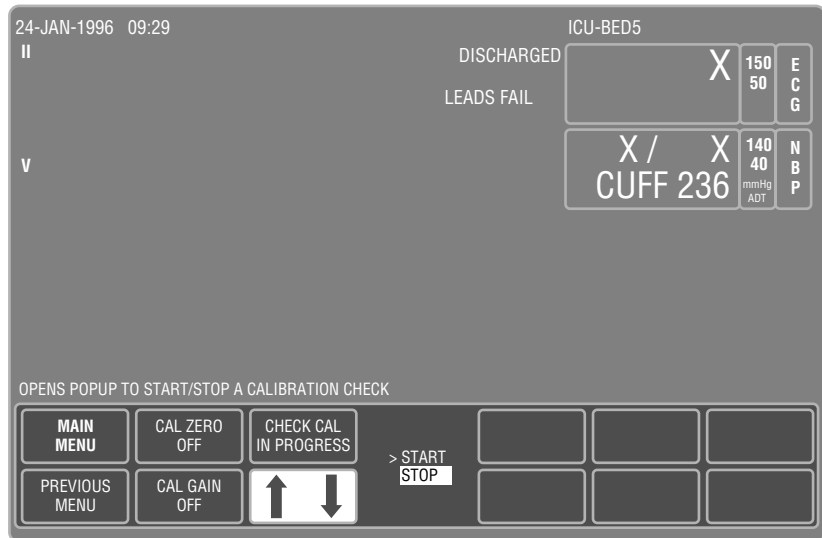 24-JAN-1996 09:29
ICU-BED5
II
DISCHARGED
LEADS FAIL
X
150
50
E
C
G
V
X / X
CUFF 236
140
40
mmHg
ADT
N
B
P
OPENS POPUP TO START/STOP A CALIBRATION CHECK
MAIN
MENU
CAL ZERO
OFF
CHECK CAL
IN PROGRESS
> START
STOP
PREVIOUS
MENU
CAL GAIN
OFF